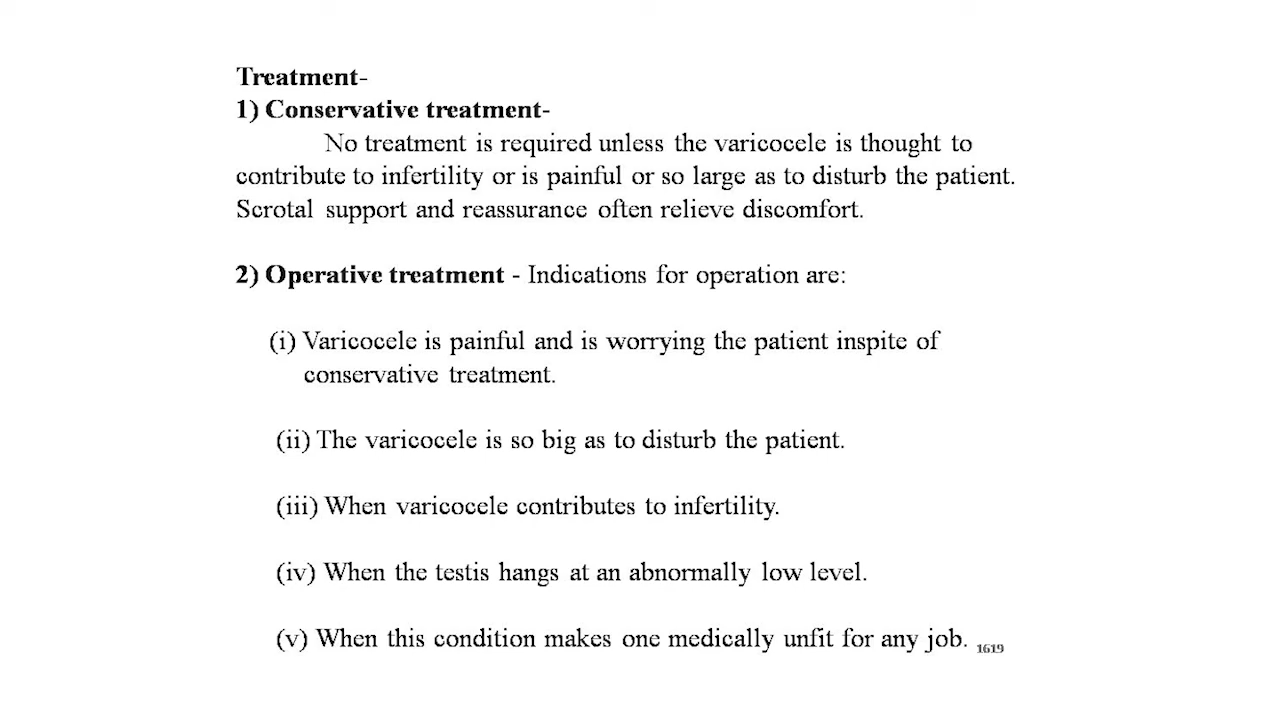 Treatment-
1) Conservative treatment-
No treatment is required unless the varicocele is thought to
contribute to infertility or is painful or so large as to disturb the patient.
Scrotal support and reassurance often relieve discomfort.
2) Operative treatment - Indications for operation are:
(i) Varicocele is painful and is worrying the patient inspite of
conservative treatment.
(ii) The varicocele is so big as to disturb the patient.
(iii) When varicocele contributes to infertility.
(iv) When the testis hangs at an abnormally low level.
(v) When this condition makes one medically unfit for any job. 1619